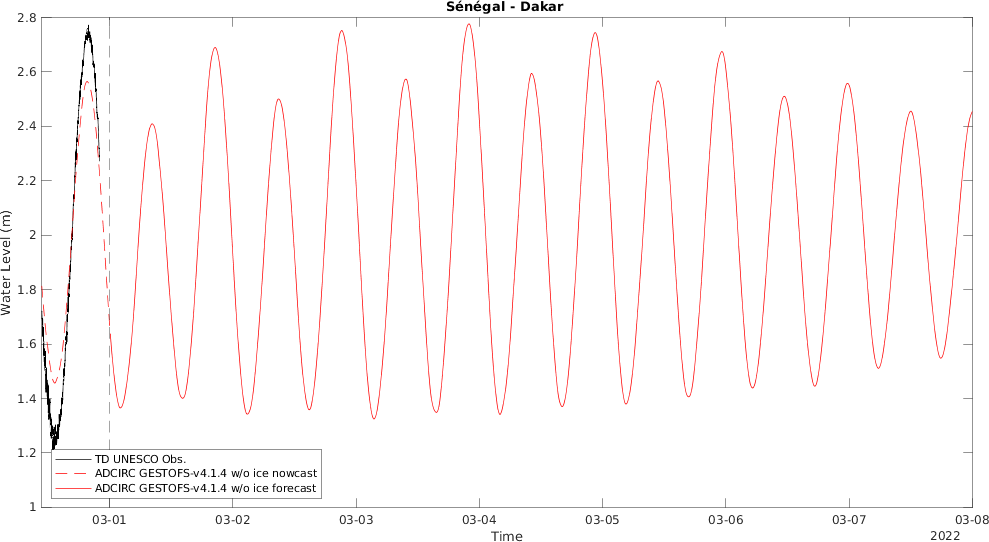 Sénégal - Dakar
Water Level (m)
2.8
2.6
2.4
2.2
2
1.8
1.6
1.4
1.2
1
TD UNESCO Obs.
ADCIRC GESTOFS-v4.1.4 w/o ice nowcast
ADCIRC GESTOFS-v4.1.4 w/o ice forecast
03-01 03-02 03-03 03-04 03-05 03-06 03-07 03-08
Time
2022